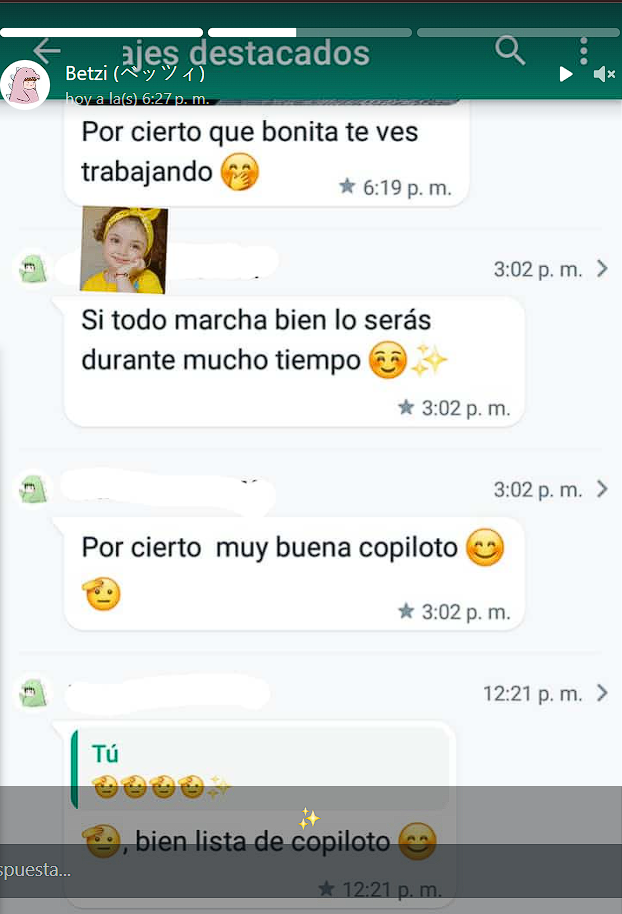 ajes destacados
Betzi (ベッツィ)
hoy a la(s) 6:27 p. m.
Por cierto que bonita te ves
trabajando 🤭
6:19 p. m.
3:02 p. m.
Si todo marcha bien lo serás
durante mucho tiempo ☺️✨
3:02 p. m.
3:02 p. m.
Por cierto muy buena copiloto 😊
🫡
3:02 p. m.
12:21 p. m.
Tú
🫡🫡🫡🫡✨
✨
🫡, bien lista de copiloto 😊
spuesta...
12:21 p. m.